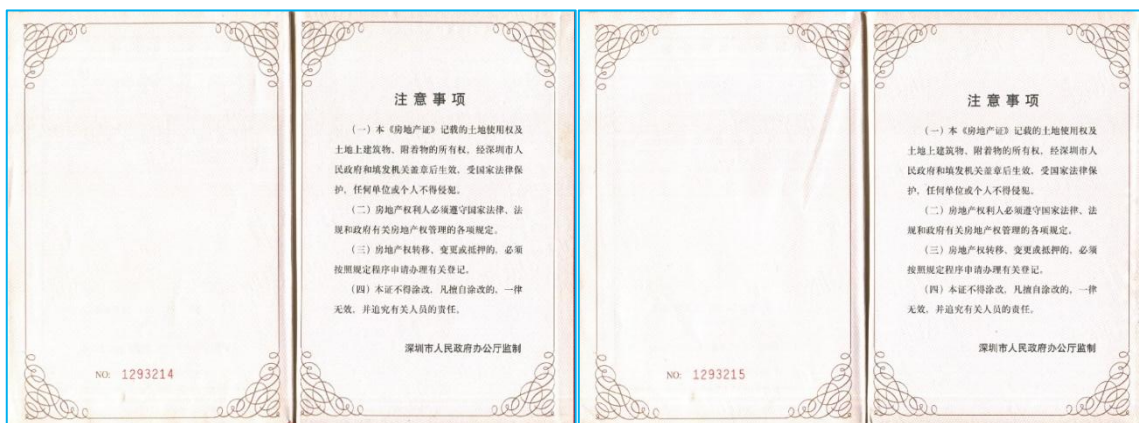 注意事项
（一）本《房地产证》记载的土地使用权及
土地上建筑物、附着物的所有权，经深圳市人
民政府和填发机关盖章后生效，受国家法律保
护，任何单位或个人不得侵犯。
（二）房地产权利人必须遵守国家法律、法
规和政府有关房地产权管理的各项规定。
（三）房地产权转移、变更或抵押的，必须
按照规定程序申请办理有关登记。
（四）本证不得涂改，凡擅自涂改的，一律
无效，并追究有关人员的责任。
深圳市人民政府办公厅监制
NO: 1293214
注意事项
（一）本《房地产证》记载的土地使用权及
土地上建筑物、附着物的所有权，经深圳市人
民政府和填发机关盖章后生效，受国家法律保
护，任何单位或个人不得侵犯。
（二）房地产权利人必须遵守国家法律、法
规和政府有关房地产权管理的各项规定。
（三）房地产权转移、变更或抵押的，必须
按照规定程序申请办理有关登记。
（四）本证不得涂改，凡擅自涂改的，一律
无效，并追究有关人员的责任。
深圳市人民政府办公厅监制
NO: 1293215